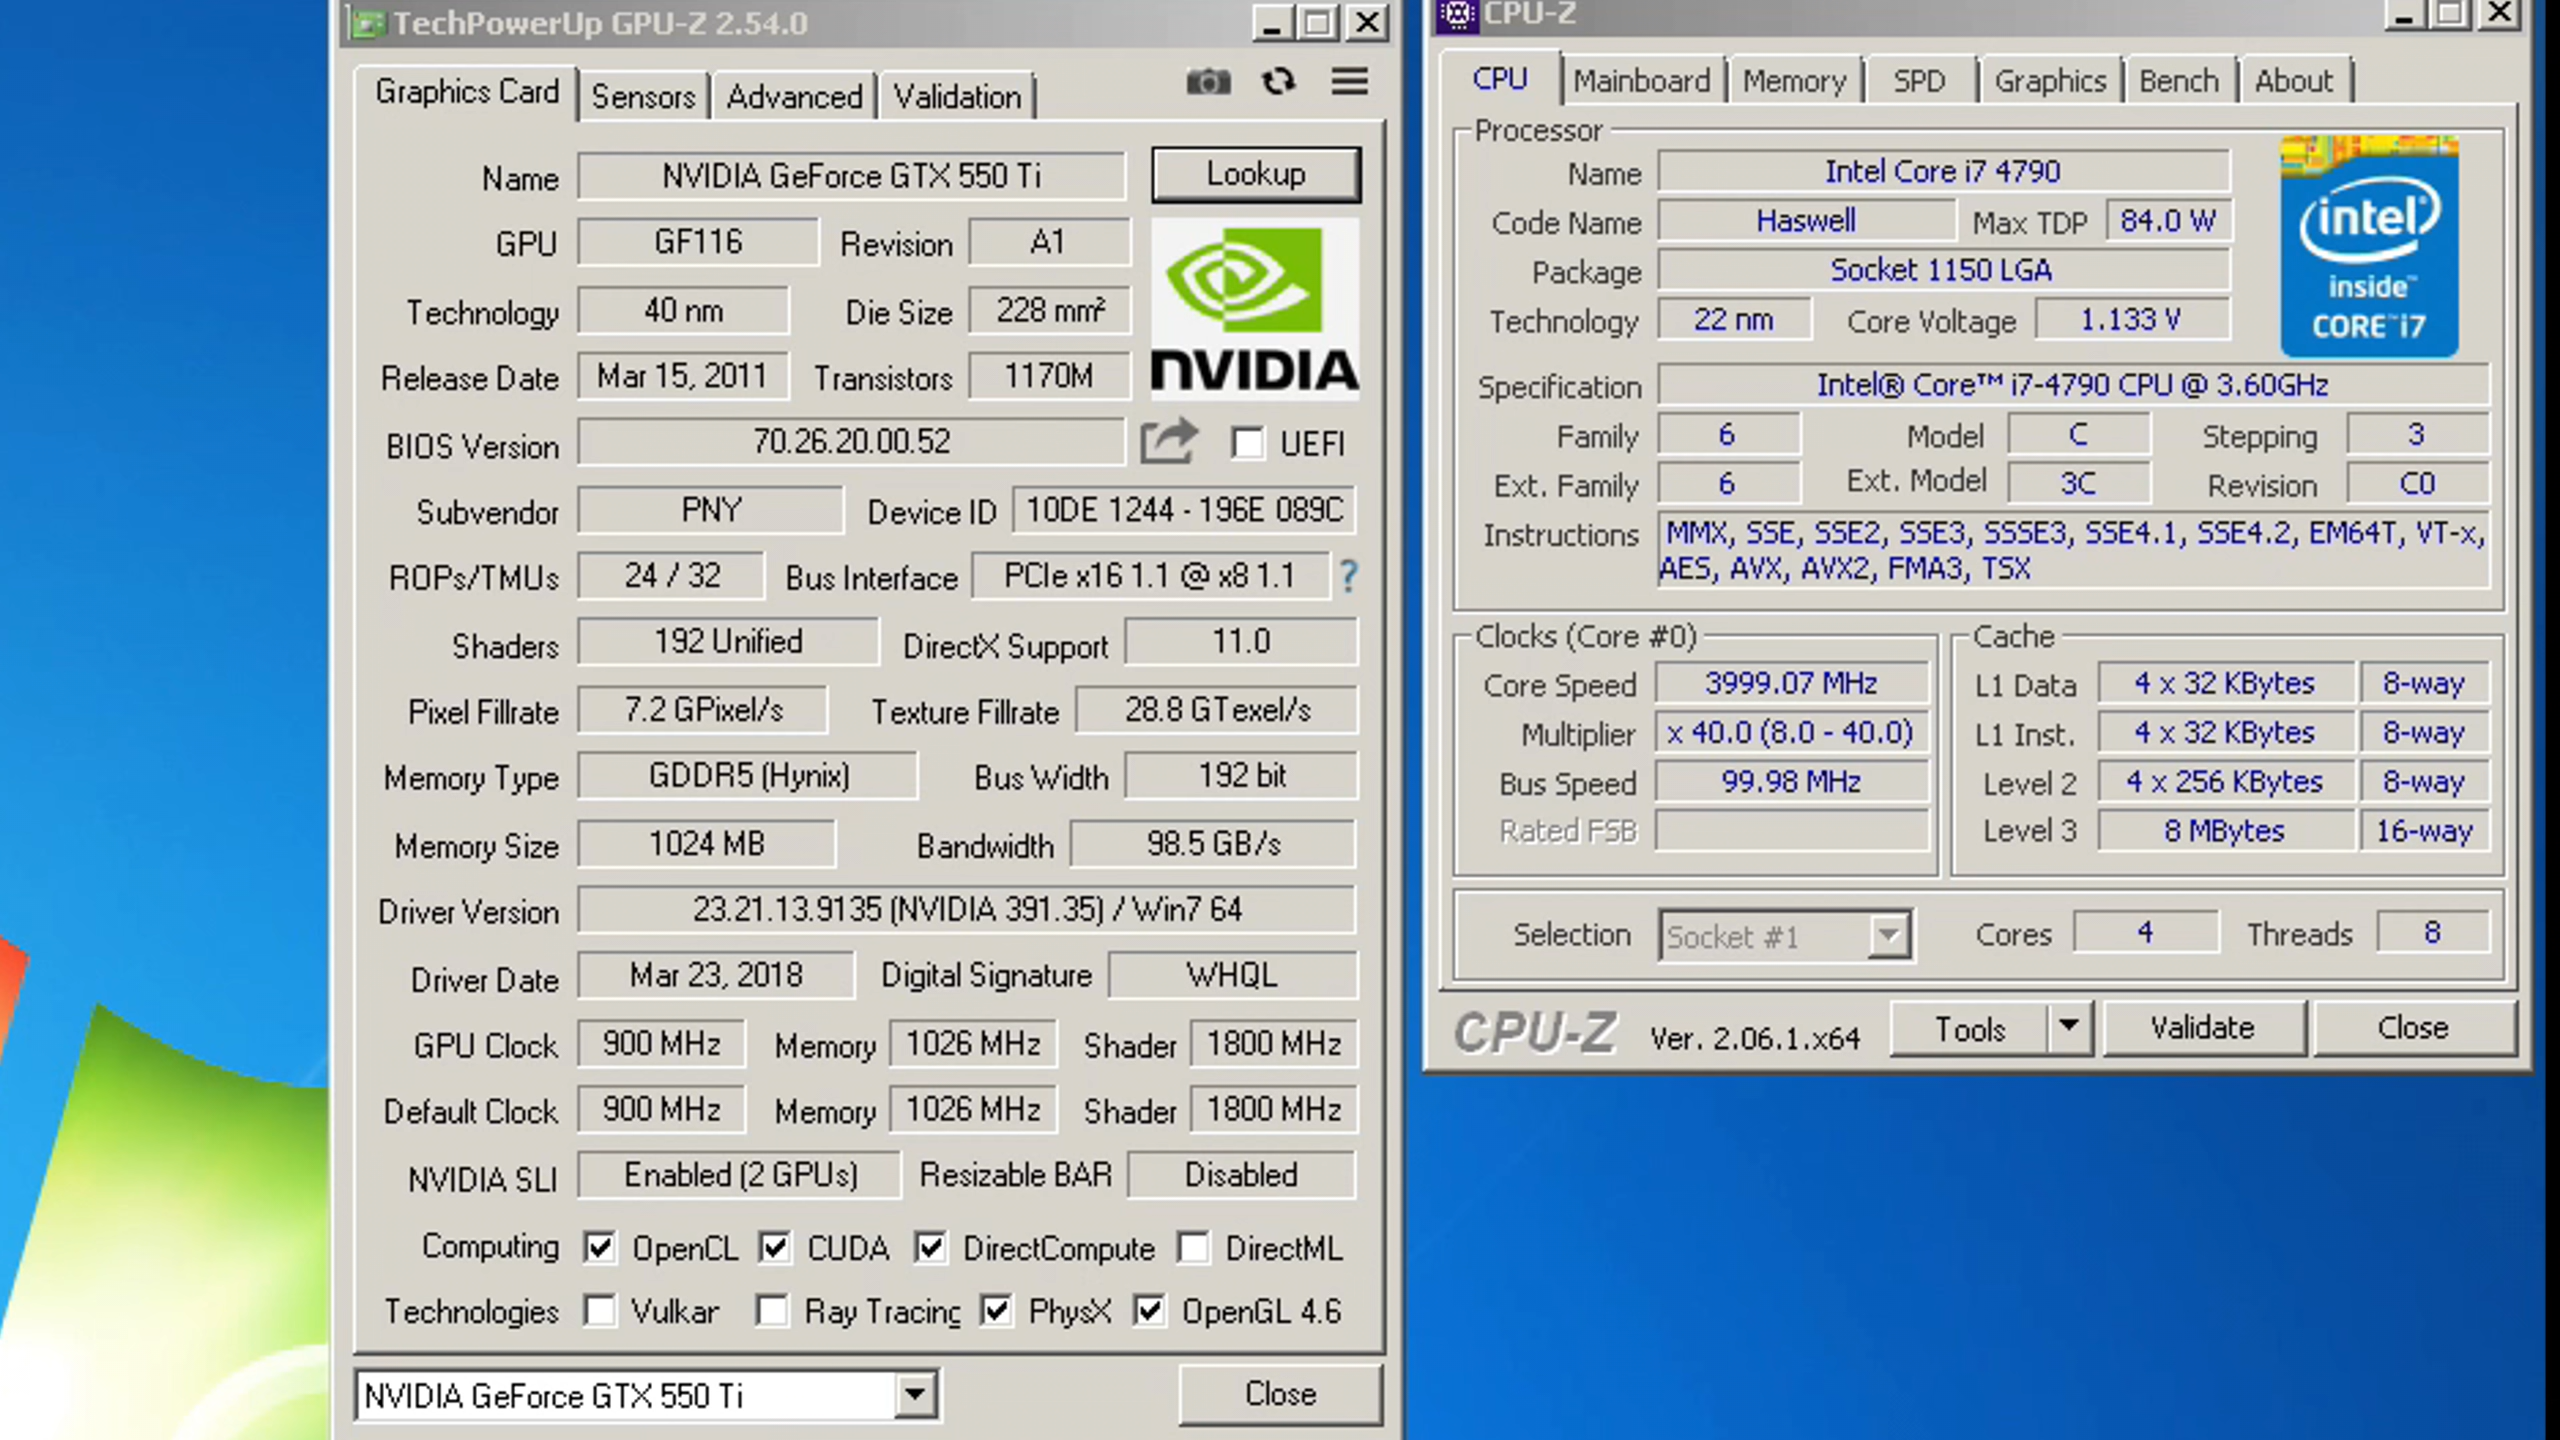 TechPowerUp GPU-Z 2.54.0
Graphics Card Sensors Advanced Validation
Name NVIDIA GeForce GTX 550 Ti Lookup
GPU GF116 Revision A1
Technology 40 nm Die Size 228 mm²
Release Date Mar 15, 2011 Transistors 1170M
NVIDIA
BIOS Version 70.26.20.00.52 UEFI
Subvendor PNY Device ID 10DE 1244 - 196E 089C
ROPs/TMUs 24 / 32 Bus Interface PCIe x16 1.1 @ x8 1.1 ?
Shaders 192 Unified DirectX Support 11.0
Pixel Fillrate 7.2 GPixel/s Texture Fillrate 28.8 GTexel/s
Memory Type GDDR5 (Hynix) Bus Width 192 bit
Memory Size 1024 MB Bandwidth 98.5 GB/s
Driver Version 23.21.13.9135 (NVIDIA 391.35) / Win7 64
Driver Date Mar 23, 2018 Digital Signature WHQL
GPU Clock 900 MHz Memory 1026 MHz Shader 1800 MHz
Default Clock 900 MHz Memory 1026 MHz Shader 1800 MHz
NVIDIA SLI Enabled (2 GPUs) Resizable BAR Disabled
Computing OpenCL CUDA DirectCompute DirectML
Technologies Vulkan Ray Tracing PhysX OpenGL 4.6
NVIDIA GeForce GTX 550 Ti Close
CPU-Z
CPU Mainboard Memory SPD Graphics Bench About
Processor
Name Intel Core i7 4790
Code Name Haswell Max TDP 84.0 W
Package Socket 1150 LGA
Technology 22 nm Core Voltage 1.133 V
intel
inside™
CORE™ i7
Specification Intel® Core™ i7-4790 CPU @ 3.60GHz
Family 6 Model C Stepping 3
Ext. Family 6 Ext. Model 3C Revision C0
Instructions MMX, SSE, SSE2, SSE3, SSSE3, SSE4.1, SSE4.2, EM64T, VT-x,
AES, AVX, AVX2, FMA3, TSX
Clocks (Core #0)
Core Speed 3999.07 MHz
Multiplier x 40.0 (8.0 - 40.0)
Bus Speed 99.98 MHz
Rated FSB
Cache
L1 Data 4 x 32 KBytes 8-way
L1 Inst. 4 x 32 KBytes 8-way
Level 2 4 x 256 KBytes 8-way
Level 3 8 MBytes 16-way
Selection Socket #1 Cores 4 Threads 8
CPU-Z Ver. 2.06.1.x64 Tools Validate Close